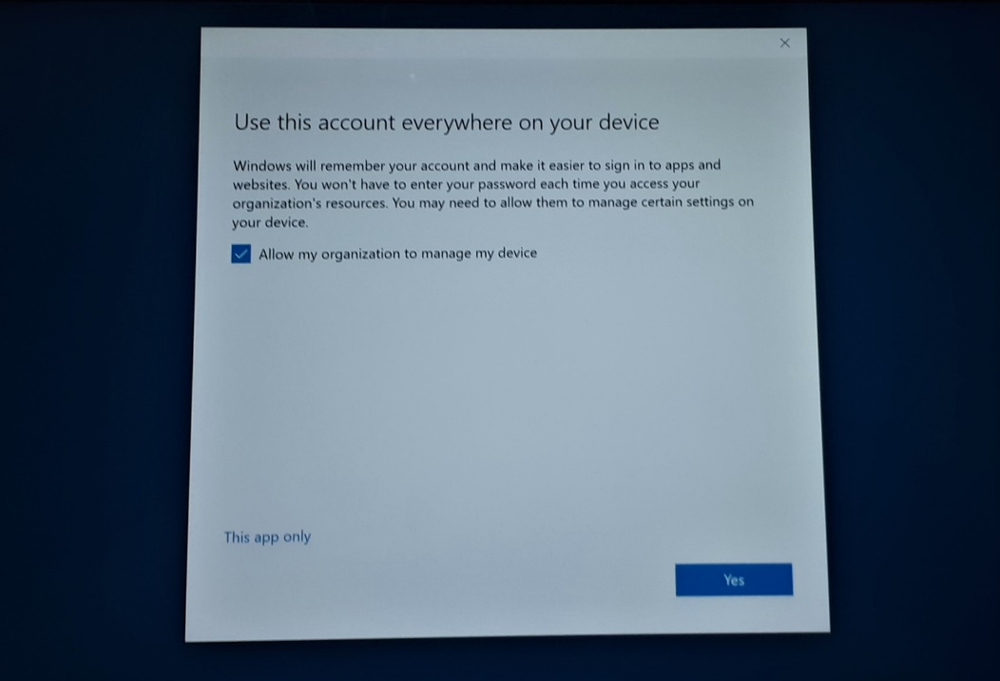 Use this account everywhere on your device
Windows will remember your account and make it easier to sign in to apps and
websites. You won't have to enter your password each time you access your
organization's resources. You may need to allow them to manage certain settings on
your device.
Allow my organization to manage my device
This app only
Yes